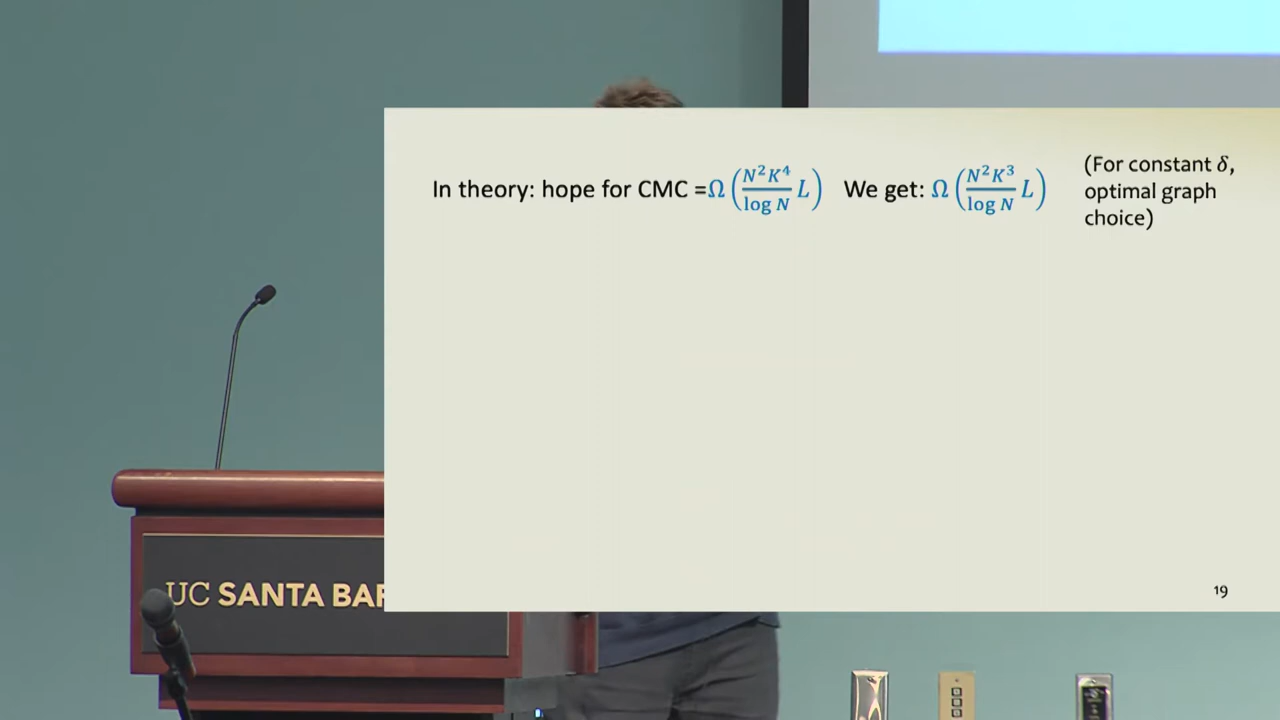 In theory: hope for CMC =Ω(N²K⁴/log N L) We get: Ω(N²K³/log N L) (For constant δ,
optimal graph
choice)
UC SANTA BAR
19